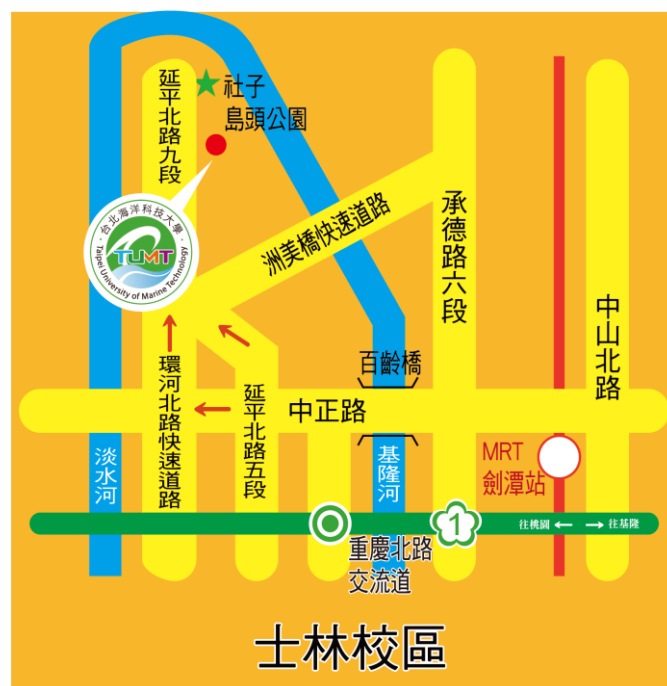 社子
島頭公園
延平北路九段
台北海洋科技大學
TUMT
Taipei University of Marine Technology
洲美橋快速道路
承德路六段
中山北路
百齡橋
環河北路快速道路
延平北路五段
中正路
淡水河
基隆河
MRT
劍潭站
1
往桃園 ← → 往基隆
重慶北路
交流道
士林校區